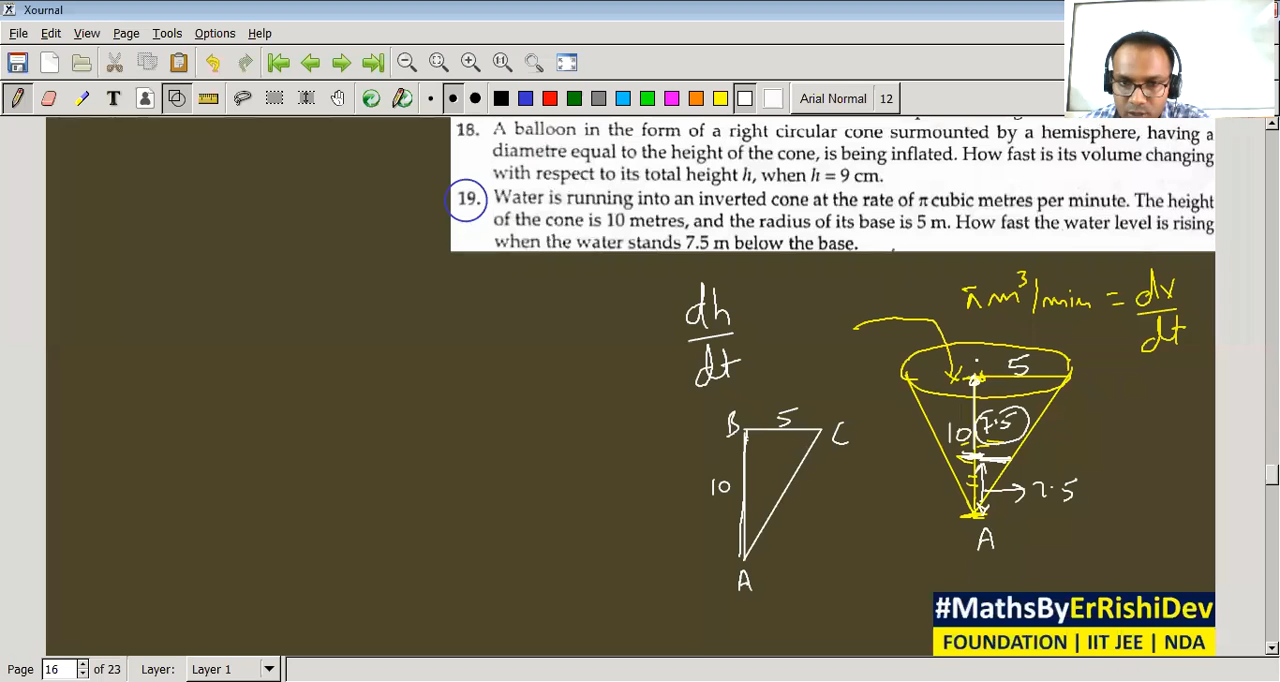 Xournal
File Edit View Page Tools Options Help
Arial Normal 12
18. A balloon in the form of a right circular cone surmounted by a hemisphere, having a
diametre equal to the height of the cone, is being inflated. How fast is its volume changing
with respect to its total height h, when h = 9 cm.
19. Water is running into an inverted cone at the rate of π cubic metres per minute. The height
of the cone is 10 metres, and the radius of its base is 5 m. How fast the water level is rising
when the water stands 7.5 m below the base.
π m³/min = dv/dt
dh/dt
5
10
7.5
2.5
A
B 5 C
10
A
#MathsByErRishiDev
FOUNDATION | IIT JEE | NDA
Page 16 of 23 Layer: Layer 1